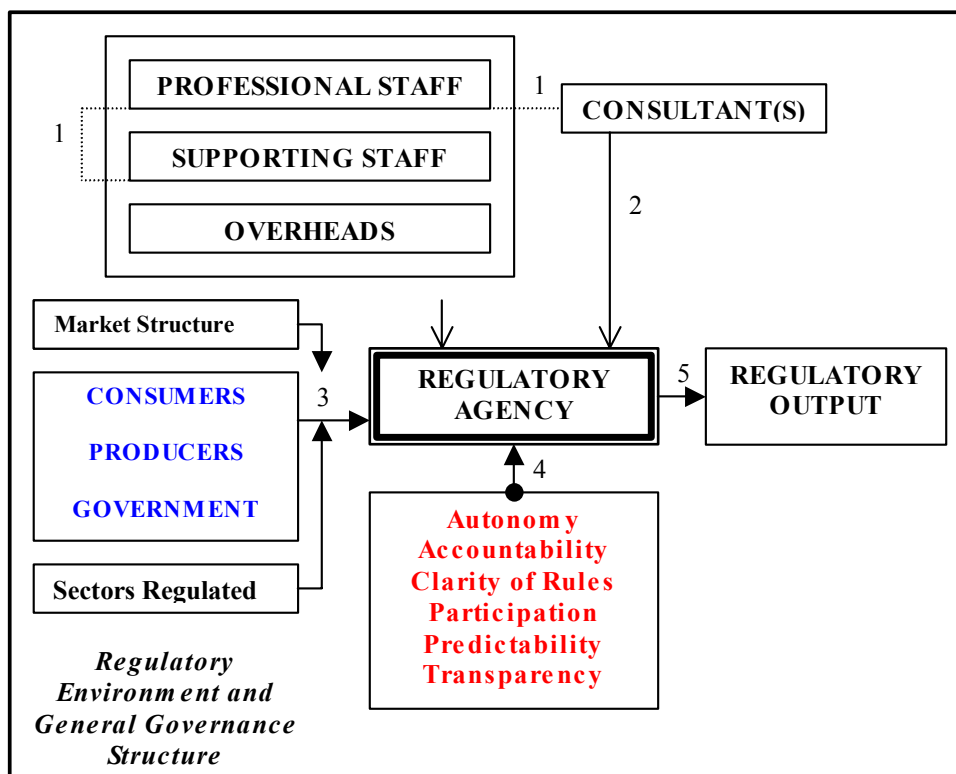 PROFESSIONAL STAFF
1
CONSULTANT(S)
1
SUPPORTING STAFF
2
OVERHEADS
Market Structure
CONSUMERS
PRODUCERS
GOVERNMENT
3
REGULATORY
AGENCY
5
REGULATORY
OUTPUT
4
Sectors Regulated
Autonomy
Accountability
Clarity of Rules
Participation
Predictability
Transparency
Regulatory
Environment and
General Governance
Structure